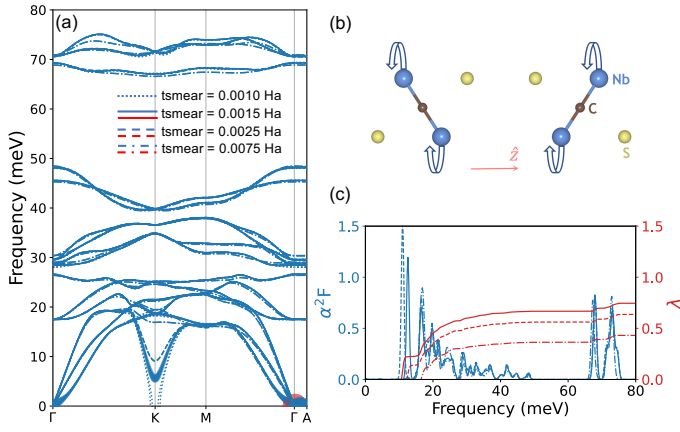 (a)
80
70
60
50
40
30
20
10
0
Frequency (meV)
tsmear = 0.0010 Ha
tsmear = 0.0015 Ha
tsmear = 0.0025 Ha
tsmear = 0.0075 Ha
Γ K M Γ A
(b)
Nb
C
S
ẑ
(c)
1.5
1.0
0.5
0.0
α²F
1.5
1.0
0.5
0.0
λ
0 20 40 60 80
Frequency (meV)